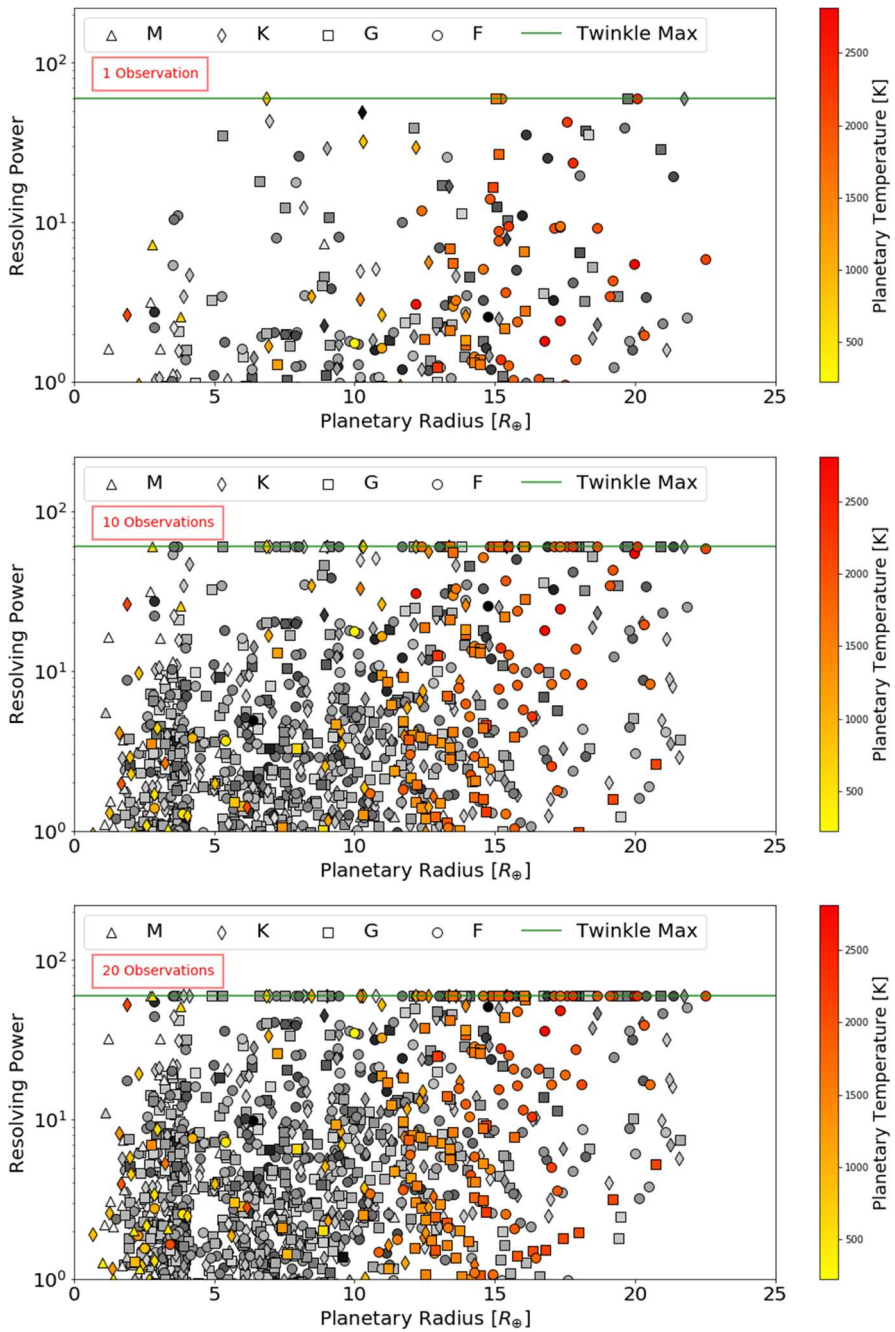 M K G F Twinkle Max
1 Observation
10²
10¹
10⁰
Resolving Power
0 5 10 15 20 25
Planetary Radius [R⊕]
2500
2000
1500
1000
500
Planetary Temperature [K]
M K G F Twinkle Max
10 Observations
10²
10¹
10⁰
Resolving Power
0 5 10 15 20 25
Planetary Radius [R⊕]
2500
2000
1500
1000
500
Planetary Temperature [K]
M K G F Twinkle Max
20 Observations
10²
10¹
10⁰
Resolving Power
0 5 10 15 20 25
Planetary Radius [R⊕]
2500
2000
1500
1000
500
Planetary Temperature [K]